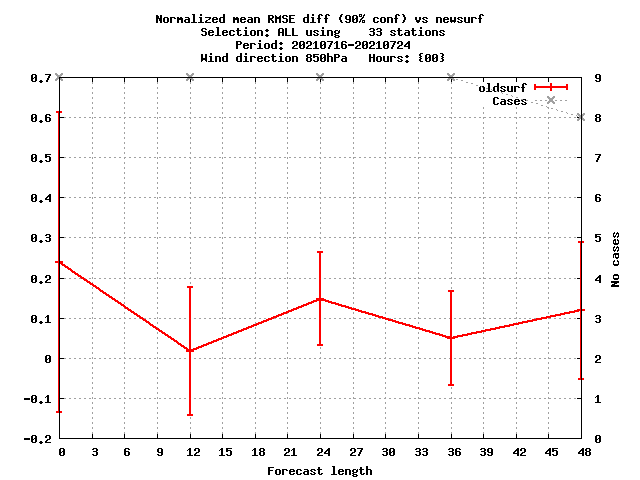 Normalized mean RMSE diff (90% conf) vs newsurf
Selection: ALL using    33 stations
Period: 20210716-20210724
Wind direction 850hPa   Hours: {00}
oldsurf
Cases
0.7
0.6
0.5
0.4
0.3
0.2
0.1
0
-0.1
-0.2
9
8
7
6
5
4
3
2
1
0
No cases
0 3 6 9 12 15 18 21 24 27 30 33 36 39 42 45 48
Forecast length